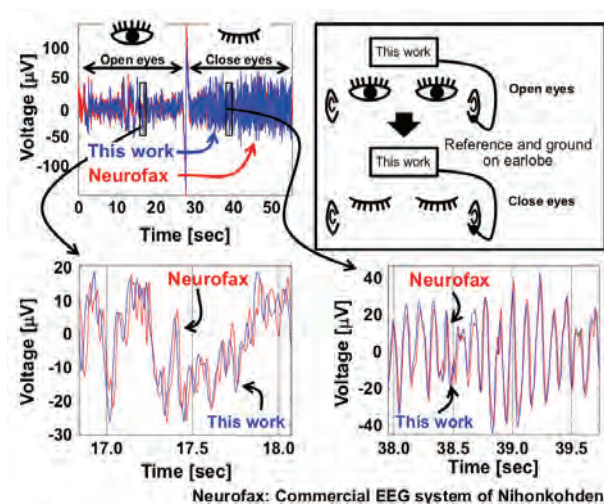 Open eyes
Close eyes
Voltage [μV]
100
50
0
-50
-100
This work
Neurofax
0 10 20 30 40 50
Time [sec]
This work
Open eyes
Reference and ground
on earlobe.
This work
Close eyes
Voltage [μV]
20
10
0
-10
-20
-30
Neurofax
This work
17.0 17.5 18.0
Time [sec]
Voltage [μV]
40
20
0
-20
-40
Neurofax
This work
38.0 38.5 39.0 39.5
Time [sec]
Neurofax: Commercial EEG system of Nihonkohden